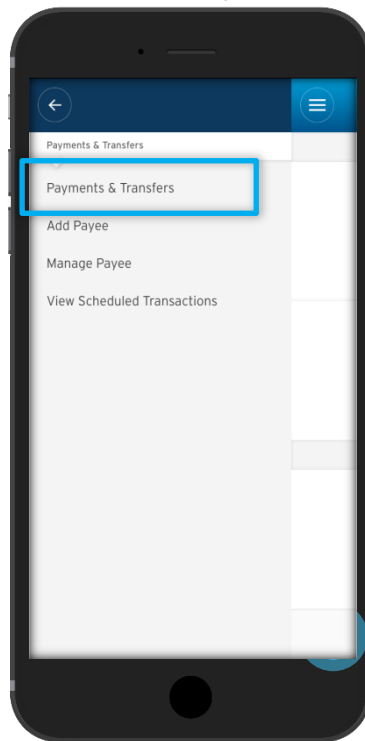 Payments & Transfers
Payments & Transfers
Add Payee
Manage Payee
View Scheduled Transactions